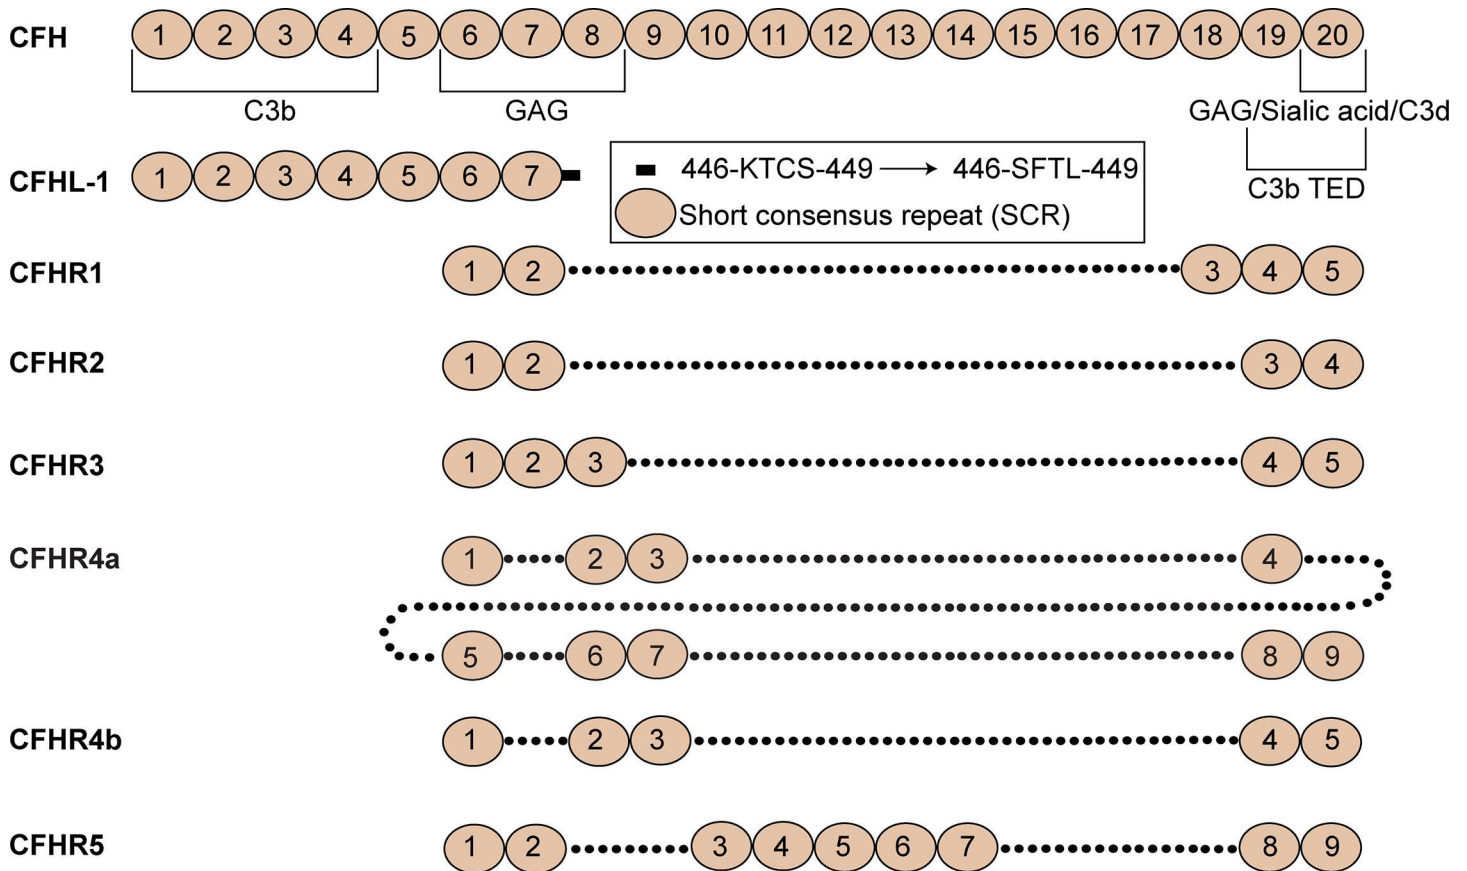 CFH 1 2 3 4 5 6 7 8 9 10 11 12 13 14 15 16 17 18 19 20
C3b GAG GAG/Sialic acid/C3d
C3b TED
CFHL-1 1 2 3 4 5 6 7
446-KTCS-449 → 446-SFTL-449
Short consensus repeat (SCR)
CFHR1 1 2 3 4 5
CFHR2 1 2 3 4
CFHR3 1 2 3 4 5
CFHR4a 1 2 3 4
5 6 7 8 9
CFHR4b 1 2 3 4 5
CFHR5 1 2 3 4 5 6 7 8 9